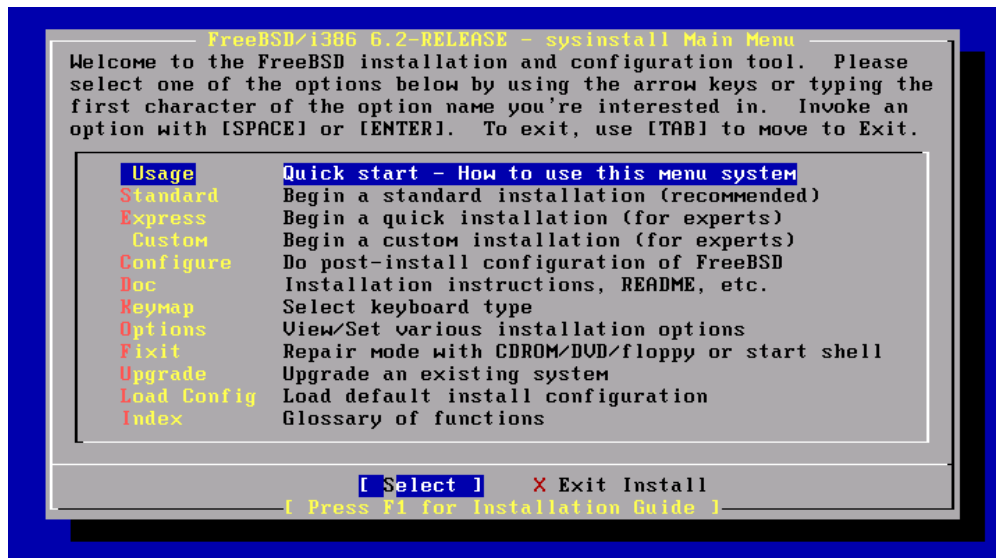 FreeBSD/i386 6.2-RELEASE - sysinstall Main Menu
Welcome to the FreeBSD installation and configuration tool.  Please
select one of the options below by using the arrow keys or typing the
first character of the option name you're interested in.  Invoke an
option with [SPACE] or [ENTER].  To exit, use [TAB] to move to Exit.
Usage Quick start - How to use this menu system
Standard Begin a standard installation (recommended)
Express Begin a quick installation (for experts)
Custom Begin a custom installation (for experts)
Configure Do post-install configuration of FreeBSD
Doc Installation instructions, README, etc.
Keymap Select keyboard type
Options View/Set various installation options
Fixit Repair mode with CDROM/DVD/floppy or start shell
Upgrade Upgrade an existing system
Load Config Load default install configuration
Index Glossary of functions
[ Select ] X Exit Install
[ Press F1 for Installation Guide ]